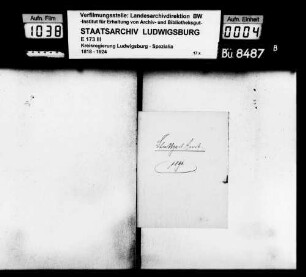 Aufn. Film
1038
Verfilmungsstelle: Landesarchivdirektion BW
Institut für Erhaltung von Archiv- und Bibliotheksgut
STAATSARCHIV LUDWIGSBURG
E 173 III
Kreisregierung Ludwigsburg - Spezialia
1818 - 1924
17x
Aufn. Einheit
0004
Bü 8487
B